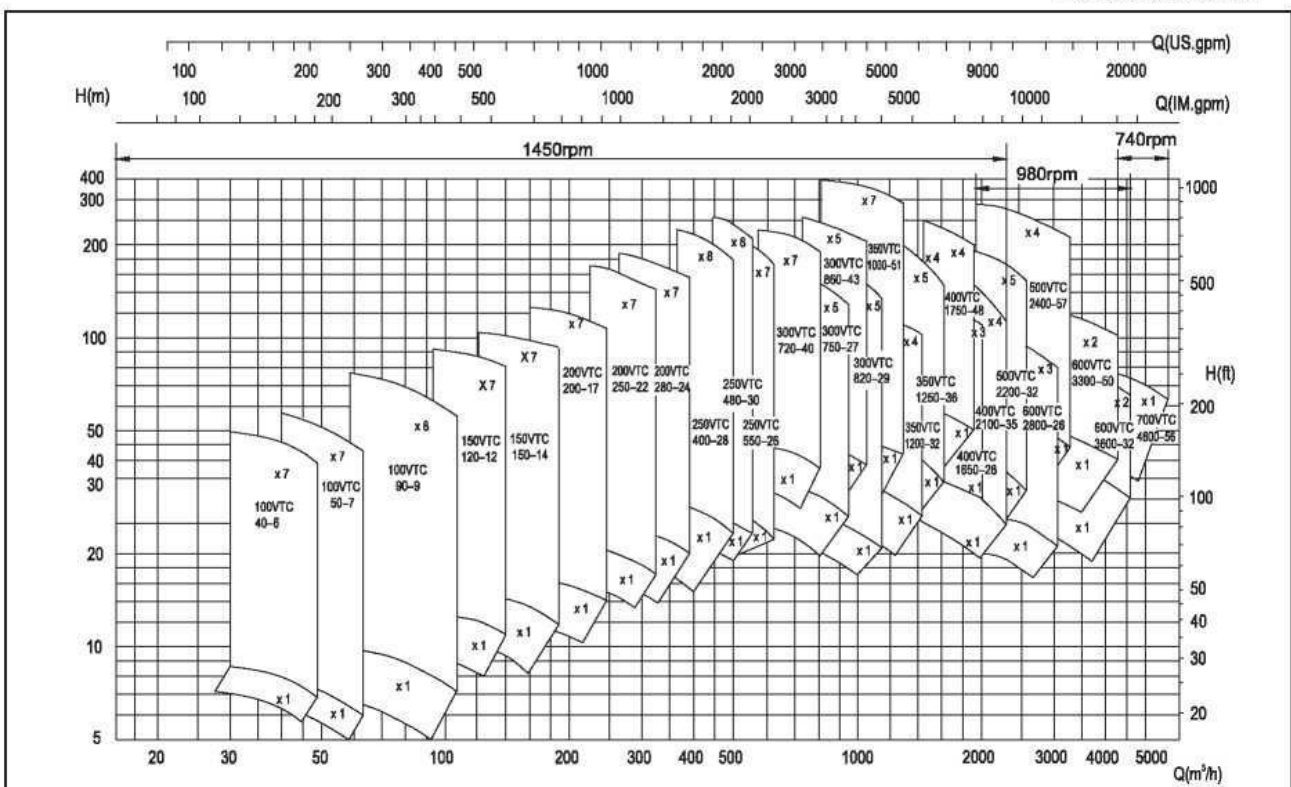 Q(US.gpm)
100 200 300 400 500 1000 2000 3000 5000 9000 20000
H(m)
100 200 300 400 500 1000 2000 3000 5000 10000
Q(IM.gpm)
1450rpm
740rpm
980rpm
400
300
200
100
50
40
30
20
10
5
1000
500
H(ft)
200
100
50
40
30
20
x7
100VTC
40-6
x1
x7
100VTC
50-7
x1
x6
100VTC
90-9
x1
x7
150VTC
120-12
x1
x7
150VTC
150-14
x1
x7
200VTC
200-17
x1
x7
200VTC
250-22
x1
x7
200VTC
280-24
x1
x8
250VTC
400-28
x1
250VTC
480-30
x1
x7
250VTC
550-26
x1
x7
300VTC
720-40
x1
x5
300VTC
750-27
x1
x5
300VTC
860-43
x1
x5
300VTC
820-29
x1
x7
350VTC
1000-51
x1
x4
350VTC
1200-32
x1
x5
350VTC
1250-36
x1
x4
x4
400VTC
1750-48
x1
x3
400VTC
1650-26
x1
x4
400VTC
2100-35
x1
x5
500VTC
2200-32
x1
x4
500VTC
2400-57
x1
x3
600VTC
2800-26
x1
x2
600VTC
3300-50
x1
x2
600VTC
3600-32
x1
x1
700VTC
4800-56
20 30 50 100 200 300 400 500 1000 2000 3000 4000 5000
Q(m³/h)